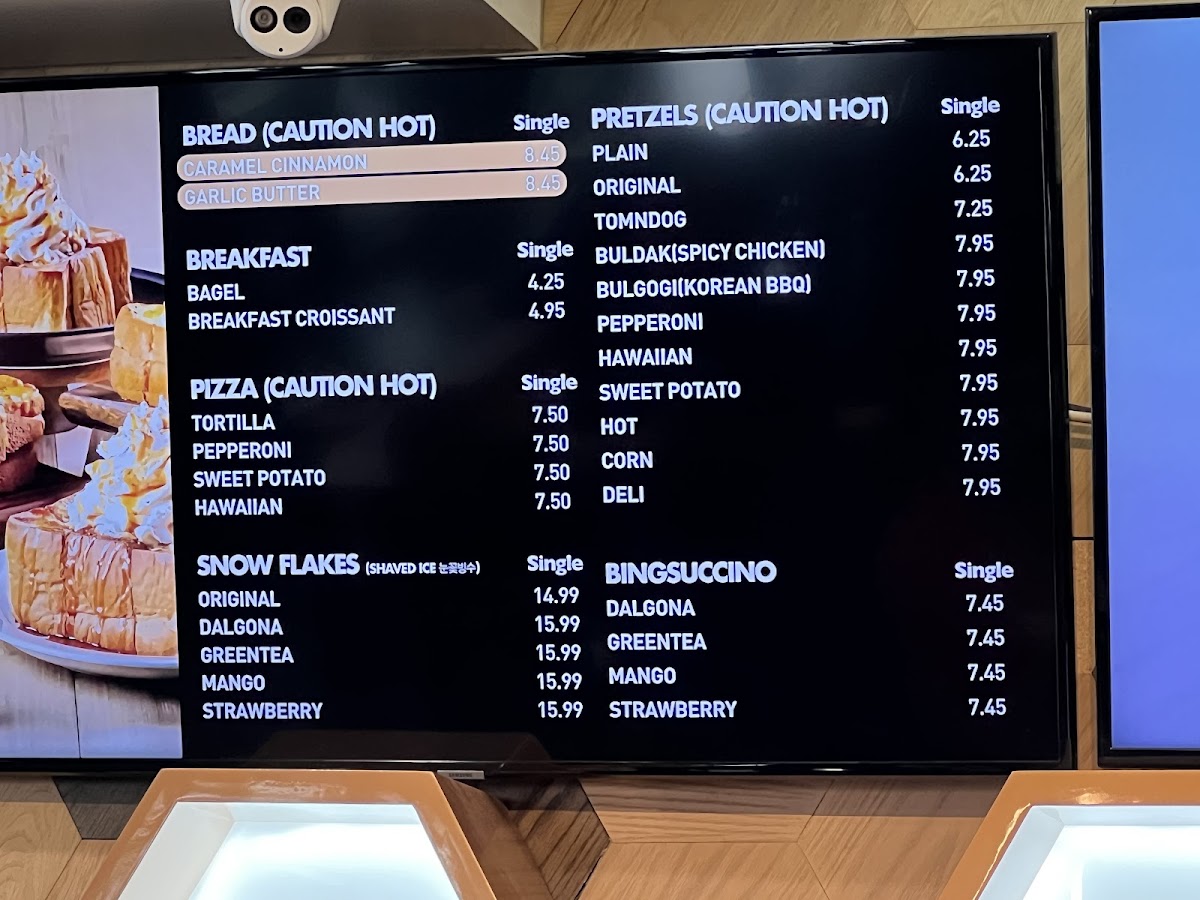 BREAD (CAUTION HOT) Single
CARAMEL CINNAMON 8.45
GARLIC BUTTER 8.45
BREAKFAST Single
BAGEL 4.25
BREAKFAST CROISSANT 4.95
PIZZA (CAUTION HOT) Single
TORTILLA 7.50
PEPPERONI 7.50
SWEET POTATO 7.50
HAWAIIAN 7.50
SNOW FLAKES (SHAVED ICE 눈꽃빙수) Single
ORIGINAL 14.99
DALGONA 15.99
GREENTEA 15.99
MANGO 15.99
STRAWBERRY 15.99
PRETZELS (CAUTION HOT) Single
PLAIN 6.25
ORIGINAL 6.25
TOMNDOG 7.25
BULDAK(SPICY CHICKEN) 7.95
BULGOGI(KOREAN BBQ) 7.95
PEPPERONI 7.95
HAWAIIAN 7.95
SWEET POTATO 7.95
HOT 7.95
CORN 7.95
DELI 7.95
BINGSUCCINO Single
DALGONA 7.45
GREENTEA 7.45
MANGO 7.45
STRAWBERRY 7.45
SAMSUNG